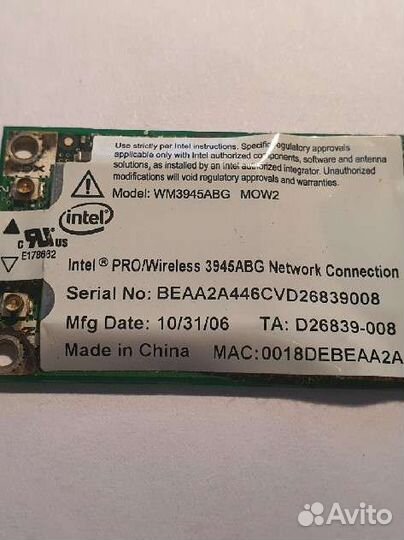 Use strictly per Intel instructions. Specific regulatory approvals
applicable only with Intel authorized components, software and antenna
solutions, as installed by an Intel authorized integrator. Unauthorized
modifications will void regulatory approvals and warranties.
Model: WM3945ABG MOW2
intel
C RU US
E178682
Intel® PRO/Wireless 3945ABG Network Connection
Serial No: BEAA2A446CVD26839008
Mfg Date: 10/31/06 TA: D26839-008
Made in China MAC:0018DEBEAA2A
Avito